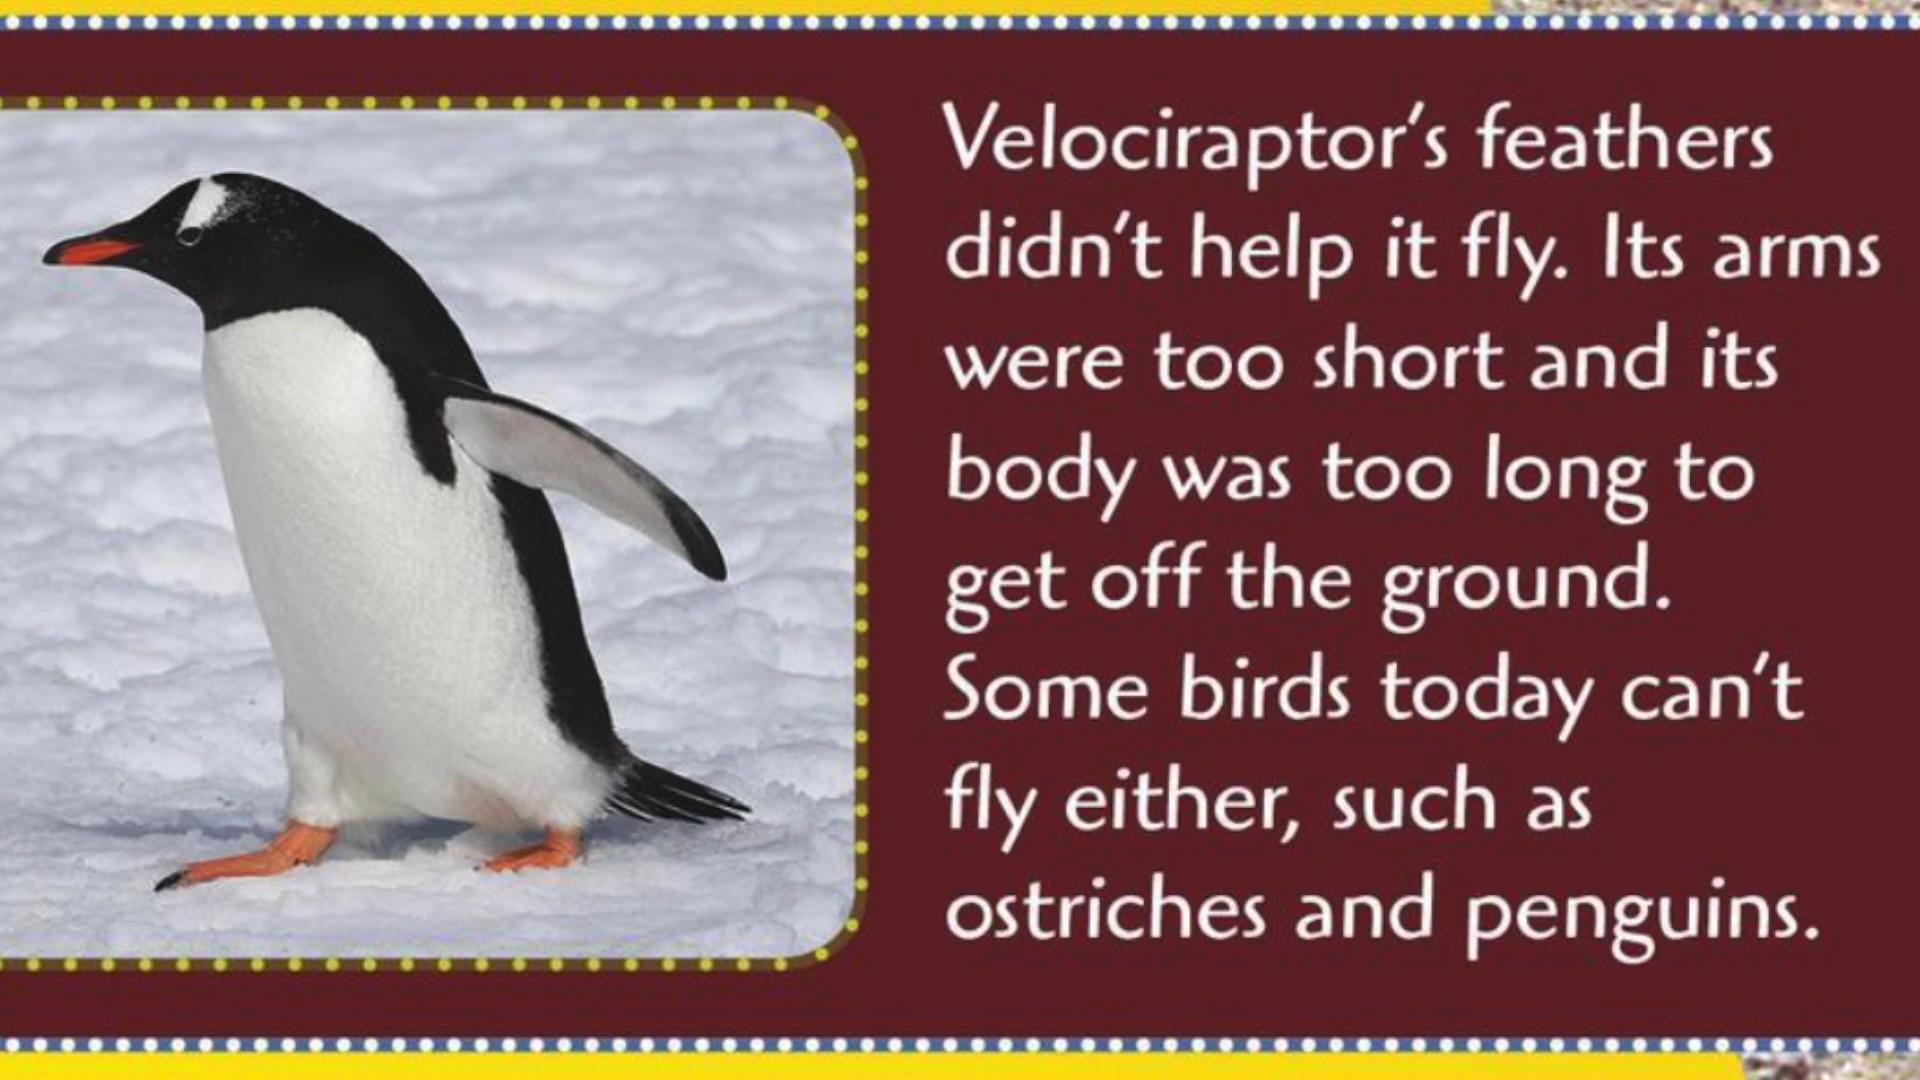 Velociraptor's feathers
didn't help it fly. Its arms
were too short and its
body was too long to
get off the ground.
Some birds today can't
fly either, such as
ostriches and penguins.